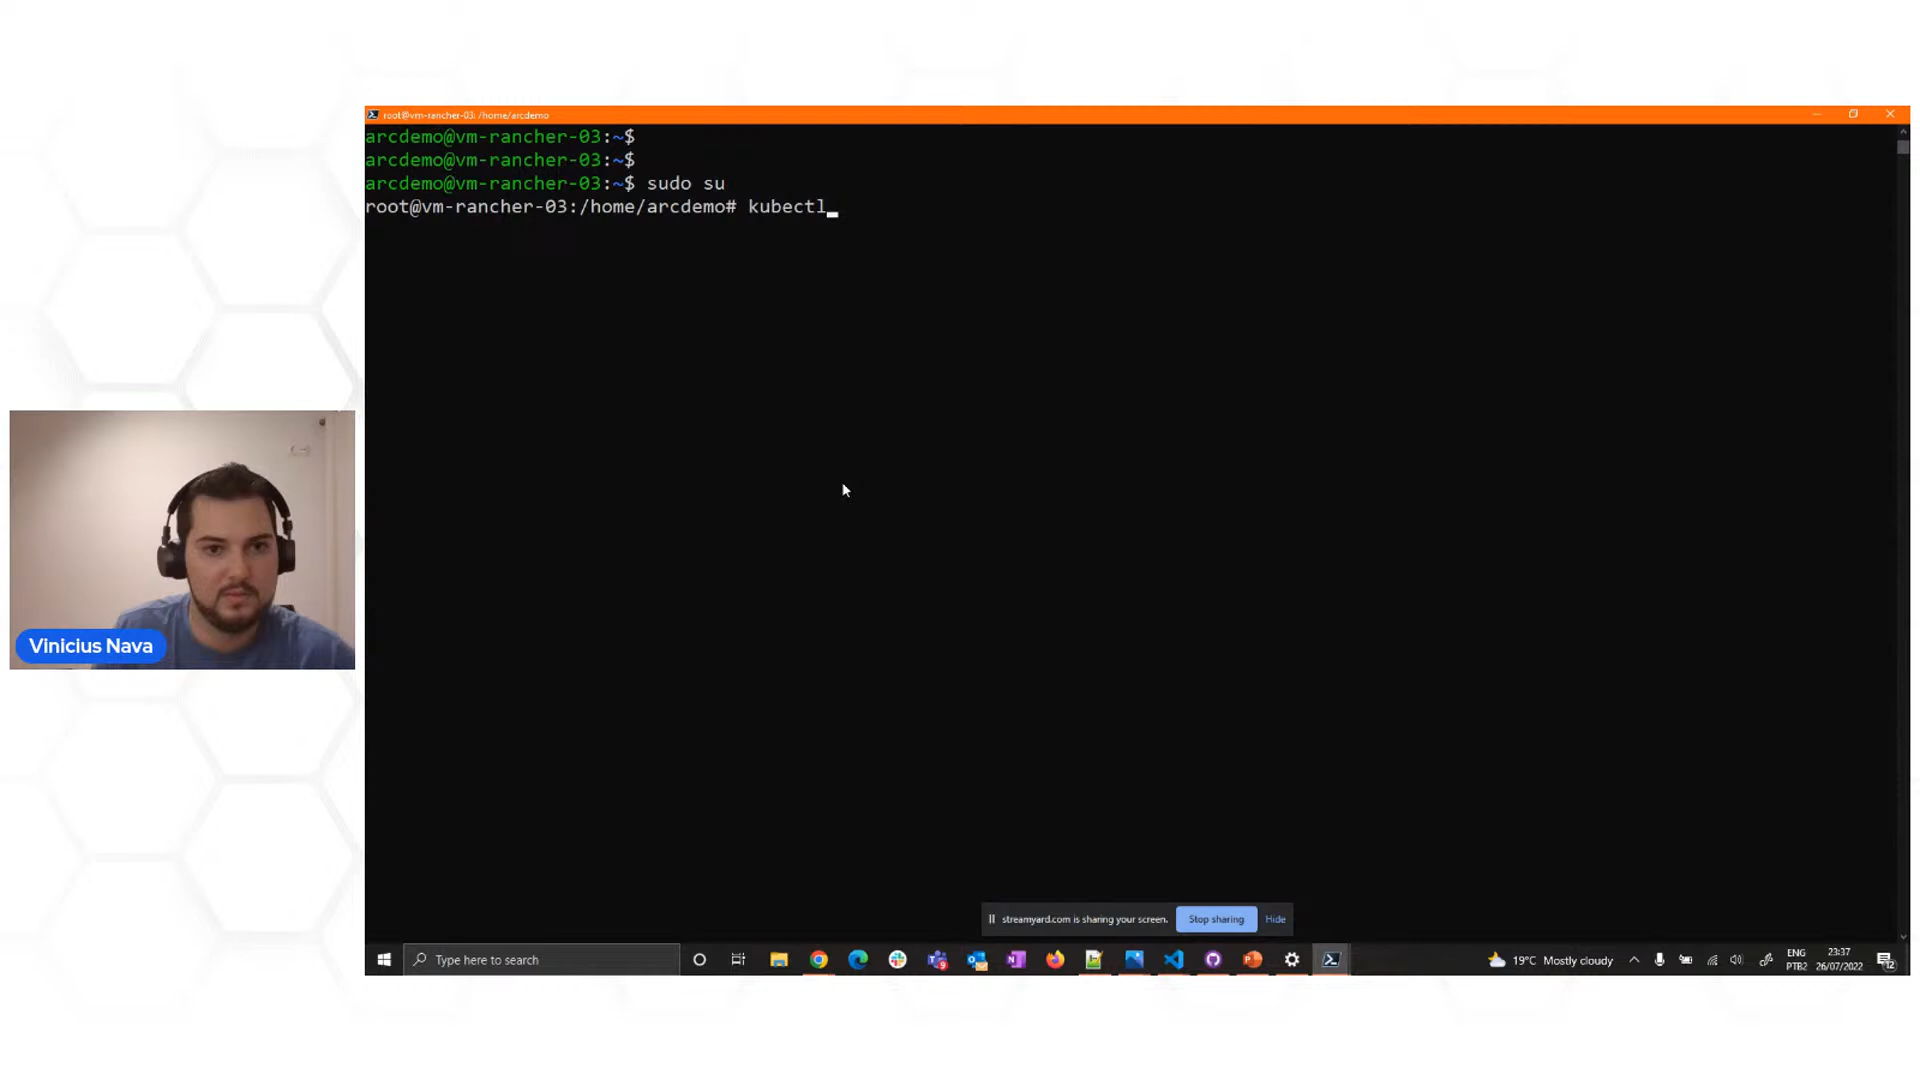 root@vm-rancher-03: /home/arcdemo
arcdemo@vm-rancher-03:~$
arcdemo@vm-rancher-03:~$
arcdemo@vm-rancher-03:~$ sudo su
root@vm-rancher-03:/home/arcdemo# kubectl
Vinicius Nava
streamyard.com is sharing your screen.
Stop sharing
Hide
Type here to search
19°C Mostly cloudy
ENG
PTB2
23:37
26/07/2022
12